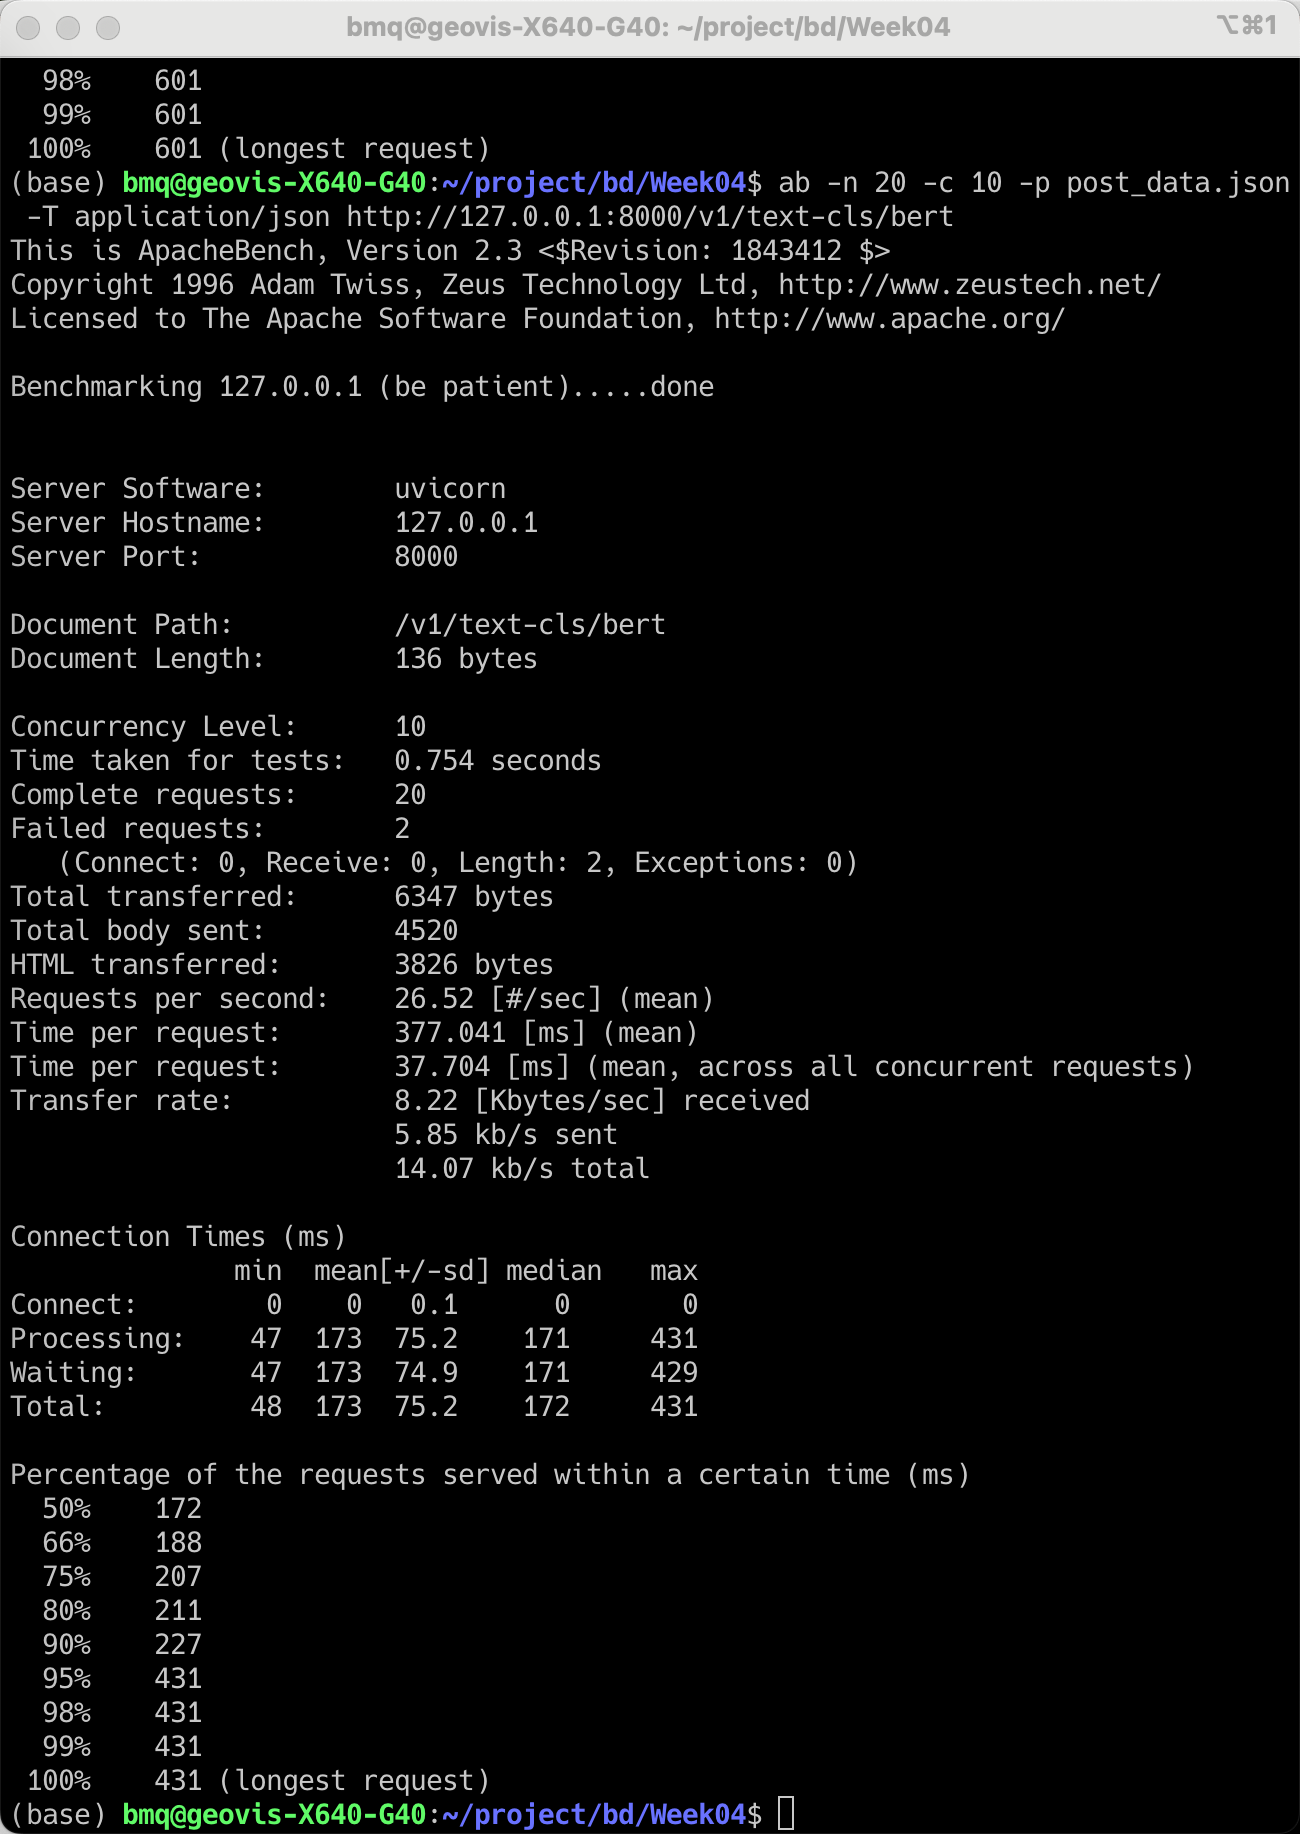 bmq@geovis-X640-G40: ~/project/bd/Week04 ⌥⌘1
98% 601
99% 601
100% 601 (longest request)
(base) bmq@geovis-X640-G40:~/project/bd/Week04$ ab -n 20 -c 10 -p post_data.json
-T application/json http://127.0.0.1:8000/v1/text-cls/bert
This is ApacheBench, Version 2.3 <$Revision: 1843412 $>
Copyright 1996 Adam Twiss, Zeus Technology Ltd, http://www.zeustech.net/
Licensed to The Apache Software Foundation, http://www.apache.org/
Benchmarking 127.0.0.1 (be patient).....done
Server Software: uvicorn
Server Hostname: 127.0.0.1
Server Port: 8000
Document Path: /v1/text-cls/bert
Document Length: 136 bytes
Concurrency Level: 10
Time taken for tests: 0.754 seconds
Complete requests: 20
Failed requests: 2
(Connect: 0, Receive: 0, Length: 2, Exceptions: 0)
Total transferred: 6347 bytes
Total body sent: 4520
HTML transferred: 3826 bytes
Requests per second: 26.52 [#/sec] (mean)
Time per request: 377.041 [ms] (mean)
Time per request: 37.704 [ms] (mean, across all concurrent requests)
Transfer rate: 8.22 [Kbytes/sec] received
5.85 kb/s sent
14.07 kb/s total
Connection Times (ms)
min mean[+/-sd] median max
Connect: 0 0 0.1 0 0
Processing: 47 173 75.2 171 431
Waiting: 47 173 74.9 171 429
Total: 48 173 75.2 172 431
Percentage of the requests served within a certain time (ms)
50% 172
66% 188
75% 207
80% 211
90% 227
95% 431
98% 431
99% 431
100% 431 (longest request)
(base) bmq@geovis-X640-G40:~/project/bd/Week04$